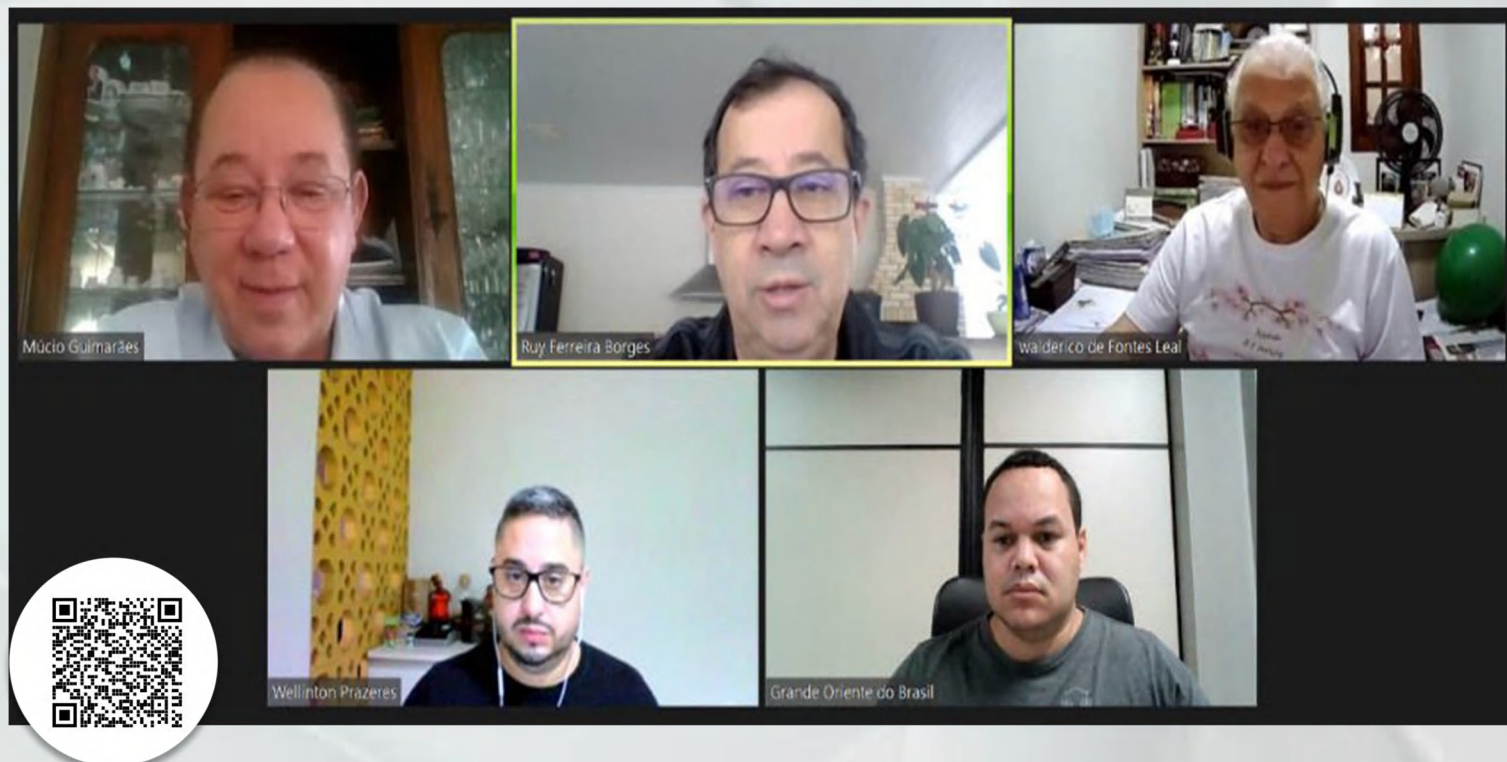 Múcio Guimarães
Ruy Ferreira Borges
walderico de Fontes Leal
Wellinton Prazeres
Grande Oriente do Brasil